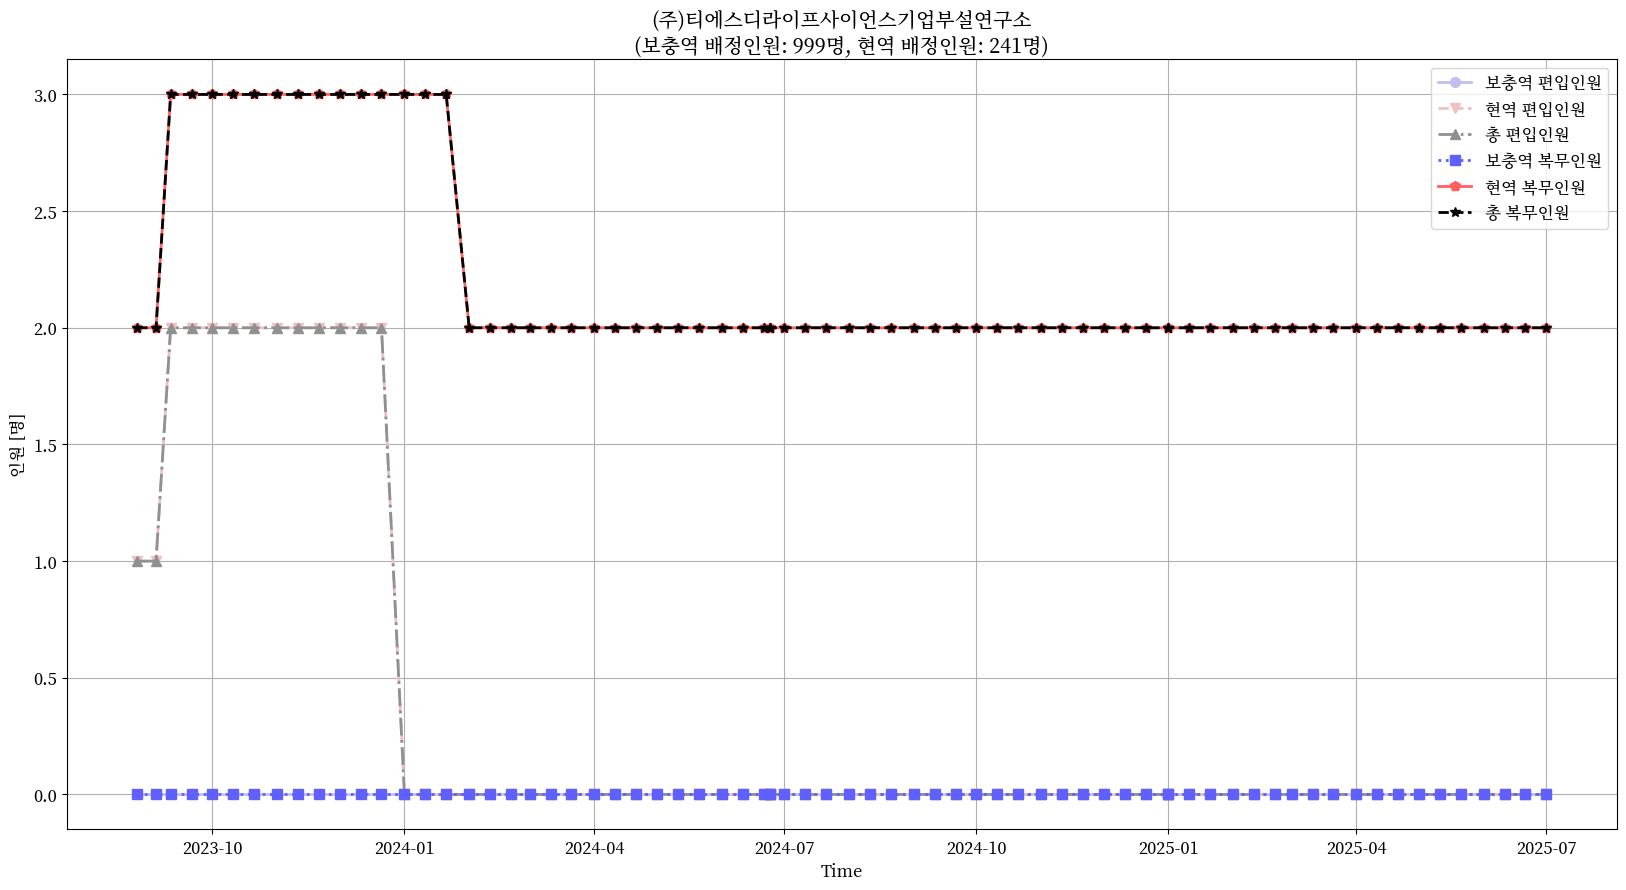 (주)티에스디라이프사이언스기업부설연구소
(보충역 배정인원: 999명, 현역 배정인원: 241명)
보충역 편입인원
현역 편입인원
총 편입인원
보충역 복무인원
현역 복무인원
총 복무인원
3.0
2.5
2.0
1.5
1.0
0.5
0.0
인원 [명]
2023-10
2024-01
2024-04
2024-07
2024-10
2025-01
2025-04
2025-07
Time